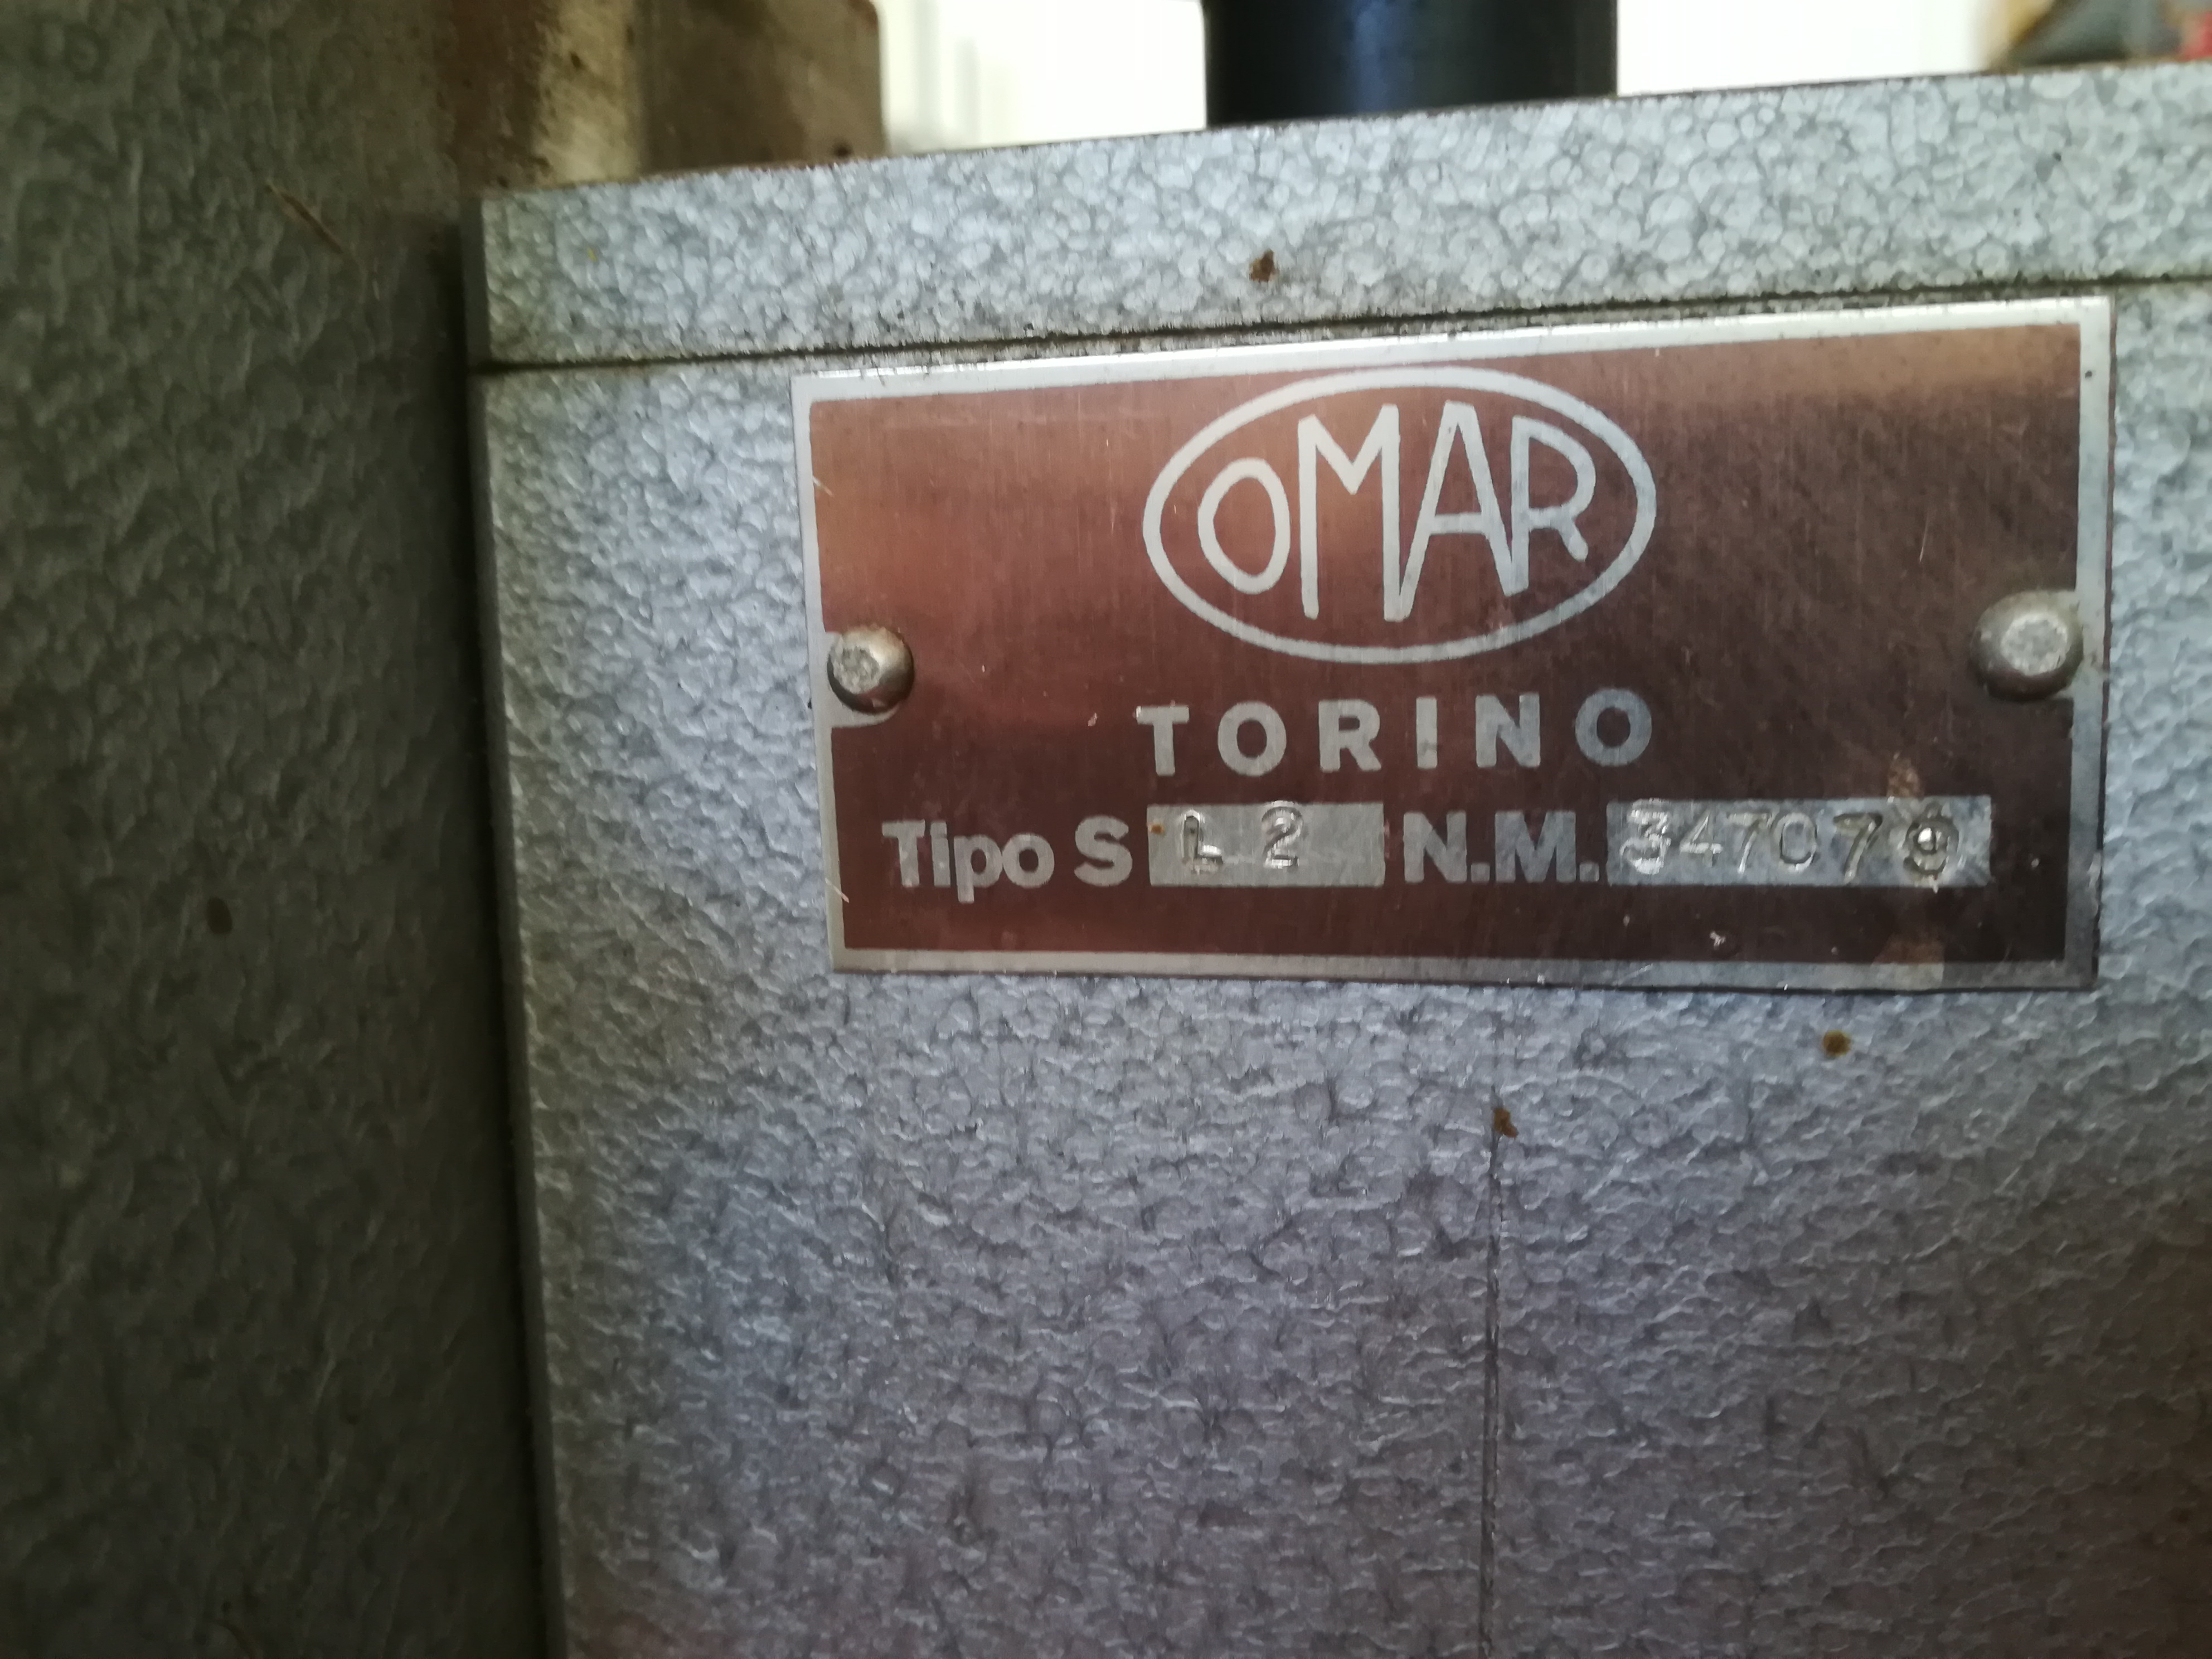 OMAR
TORINO
Tipo S L 2 N.M. 347079